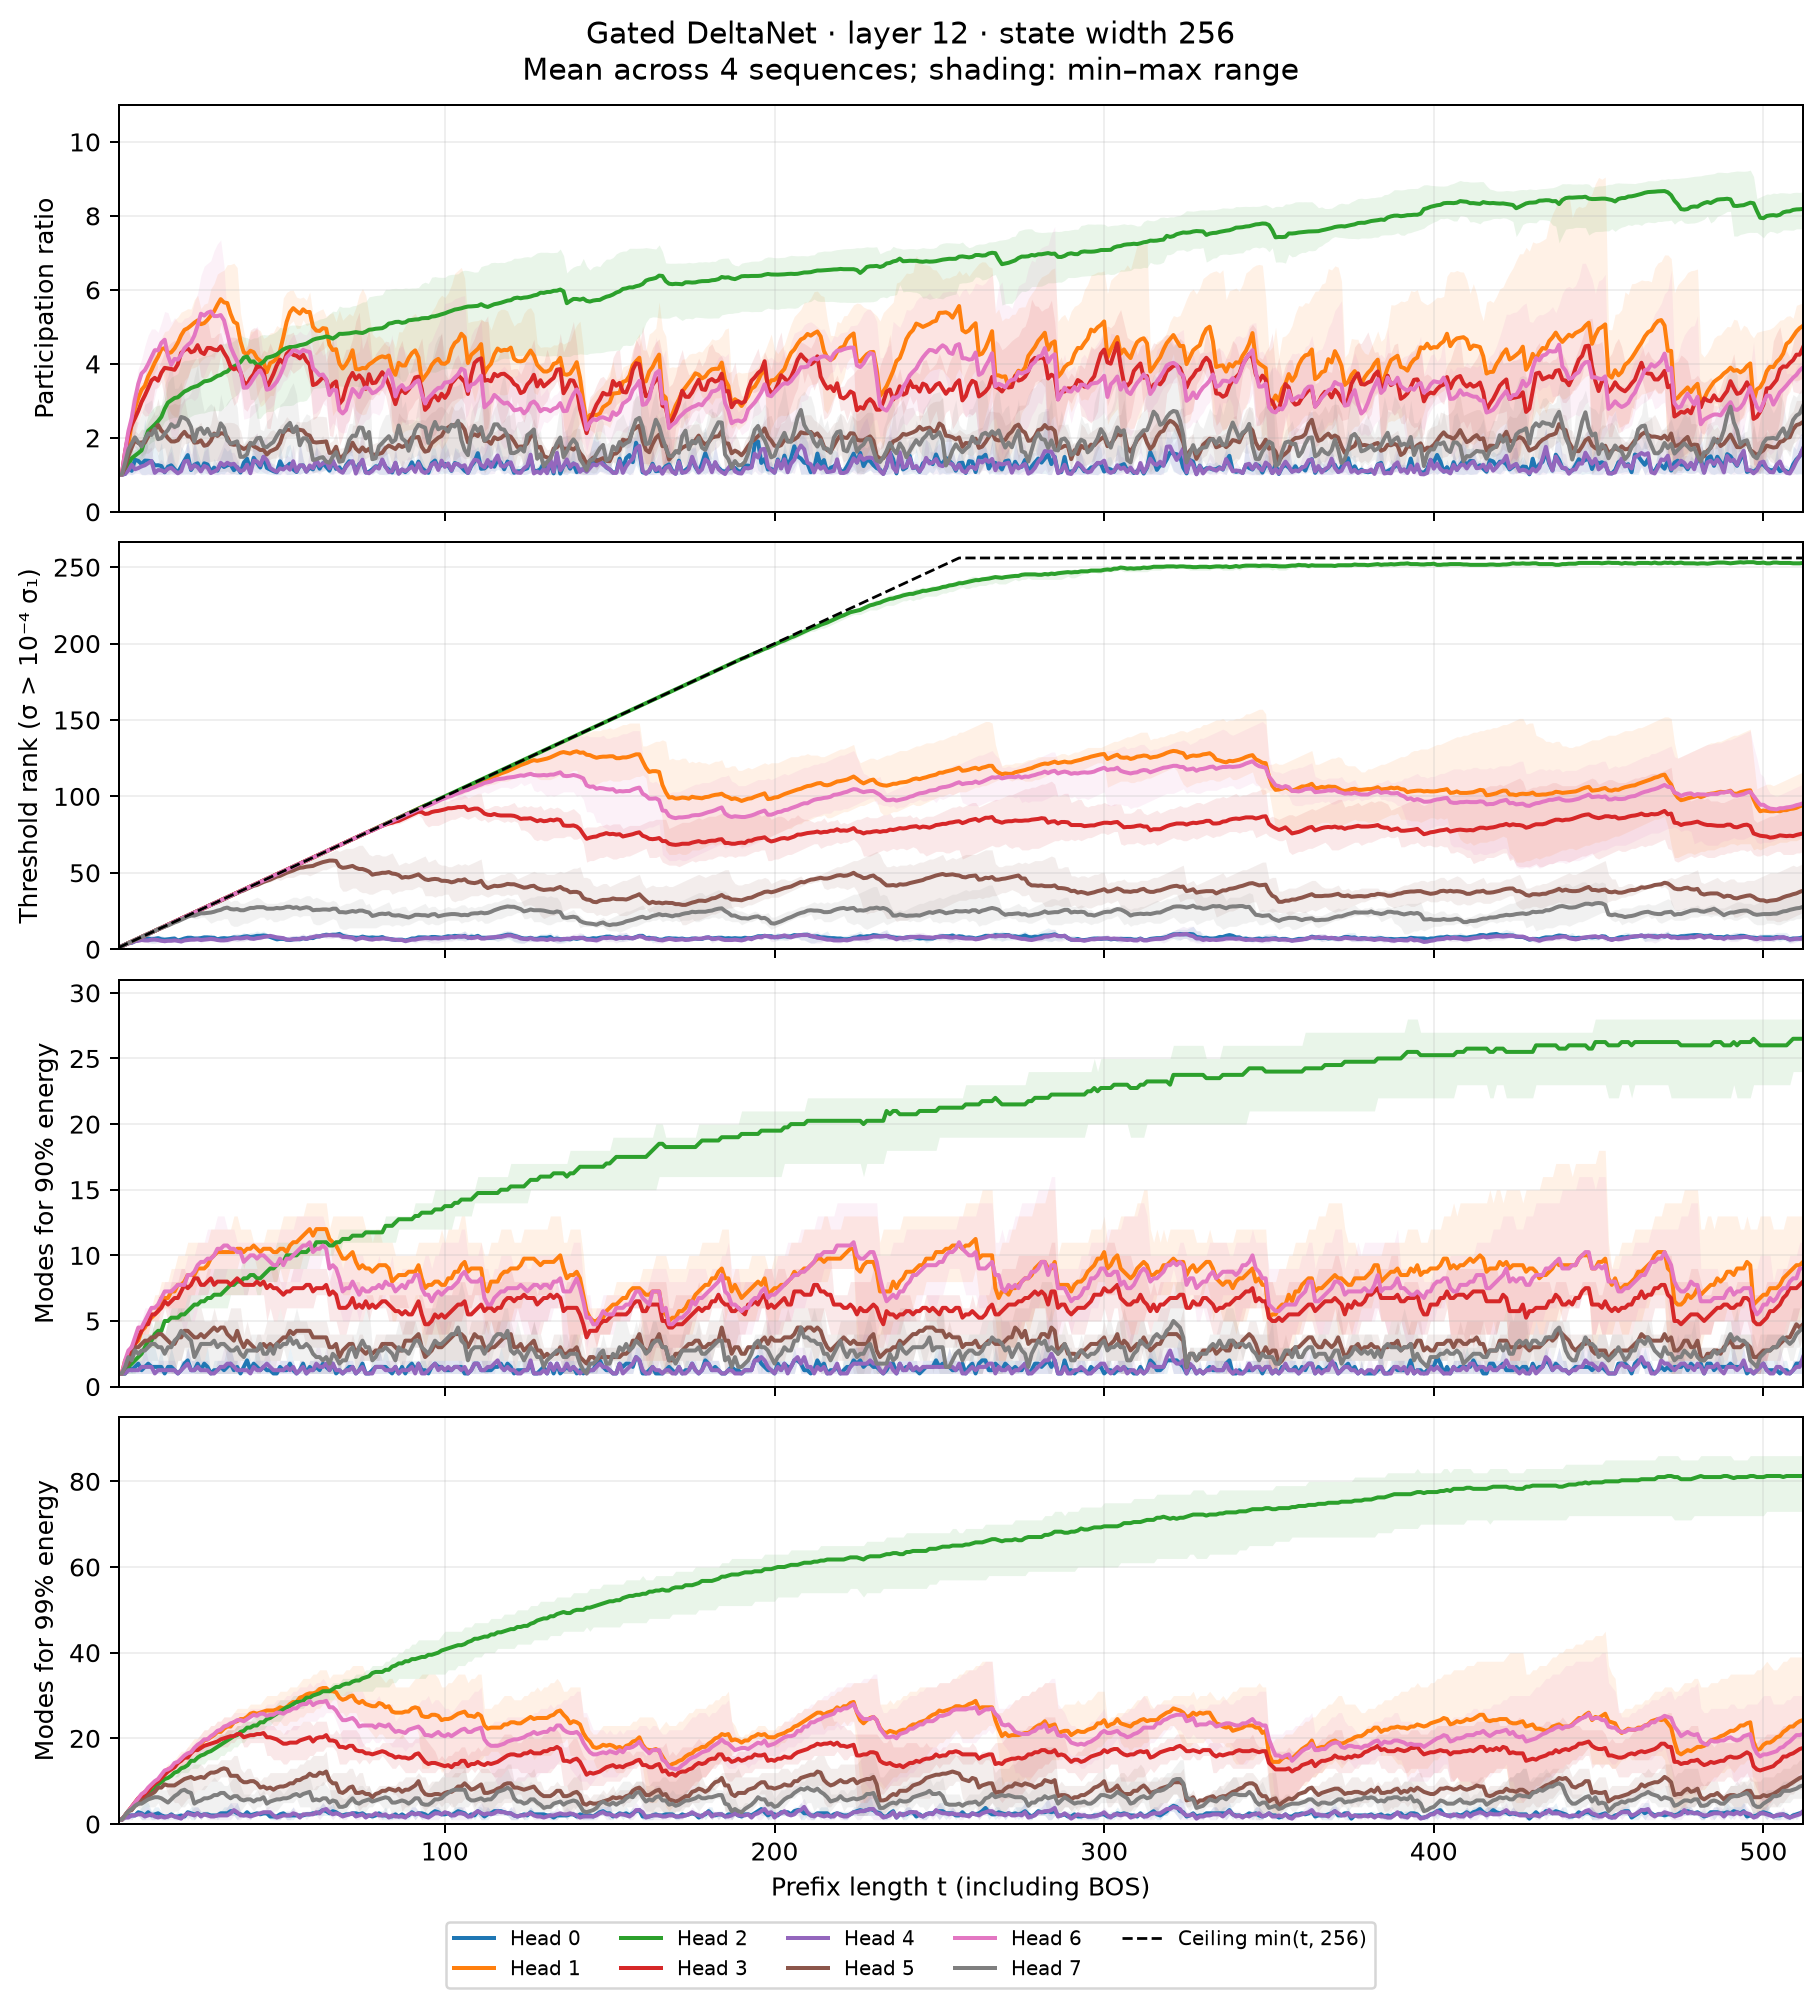 Gated DeltaNet · layer 12 · state width 256
Mean across 4 sequences; shading: min–max range
Participation ratio
10
8
6
4
2
0
Threshold rank (σ > 10⁻⁴ σ₁)
250
200
150
100
50
0
Modes for 90% energy
30
25
20
15
10
5
0
Modes for 99% energy
80
60
40
20
0
100 200 300 400 500
Prefix length t (including BOS)
Head 0 Head 2 Head 4 Head 6 Ceiling min(t, 256)
Head 1 Head 3 Head 5 Head 7